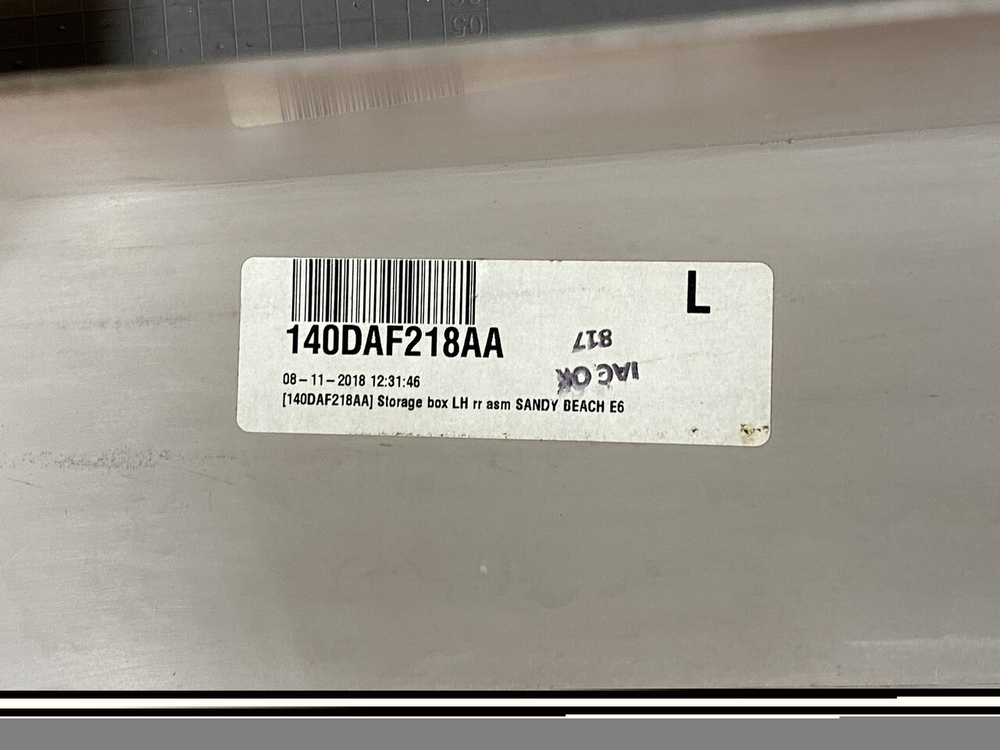 L
140DAF218AA
817
IAC OK
08-11-2018 12:31:46
[140DAF218AA] Storage box LH rr asm SANDY BEACH E6